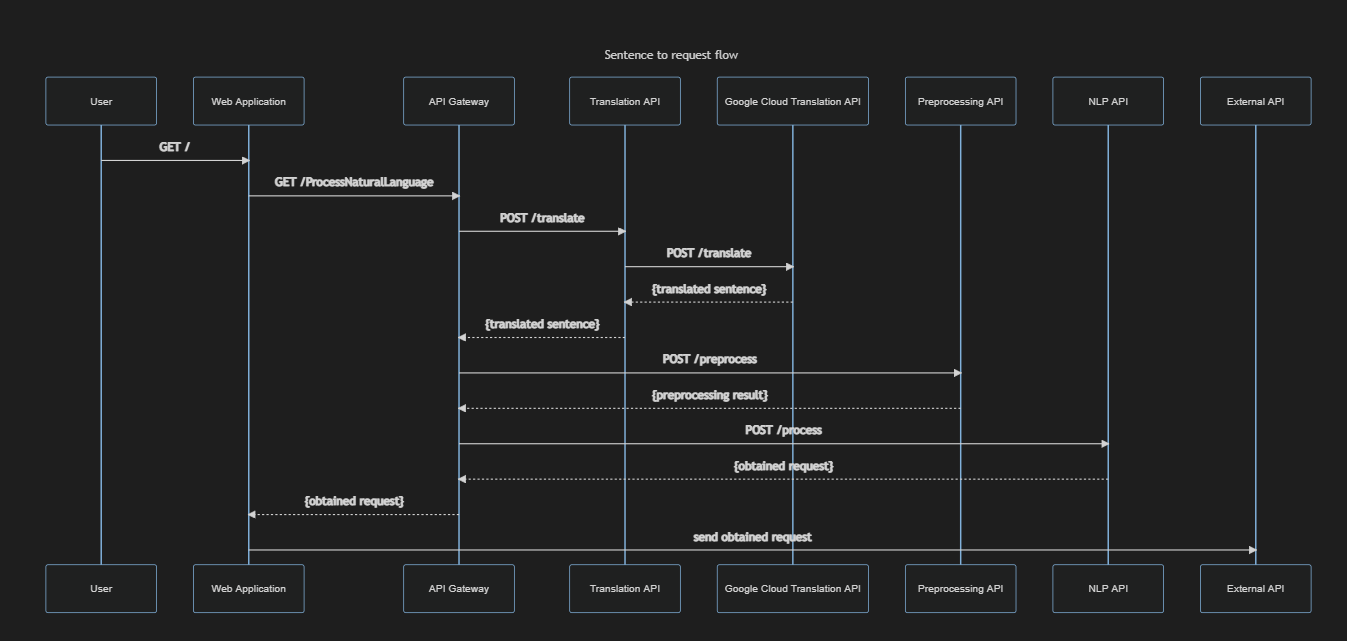 Sentence to request flow
User
Web Application
API Gateway
Translation API
Google Cloud Translation API
Preprocessing API
NLP API
External API
GET /
GET /ProcessNaturalLanguage
POST /translate
POST /translate
{translated sentence}
{translated sentence}
POST /preprocess
{preprocessing result}
POST /process
{obtained request}
{obtained request}
send obtained request
User
Web Application
API Gateway
Translation API
Google Cloud Translation API
Preprocessing API
NLP API
External API